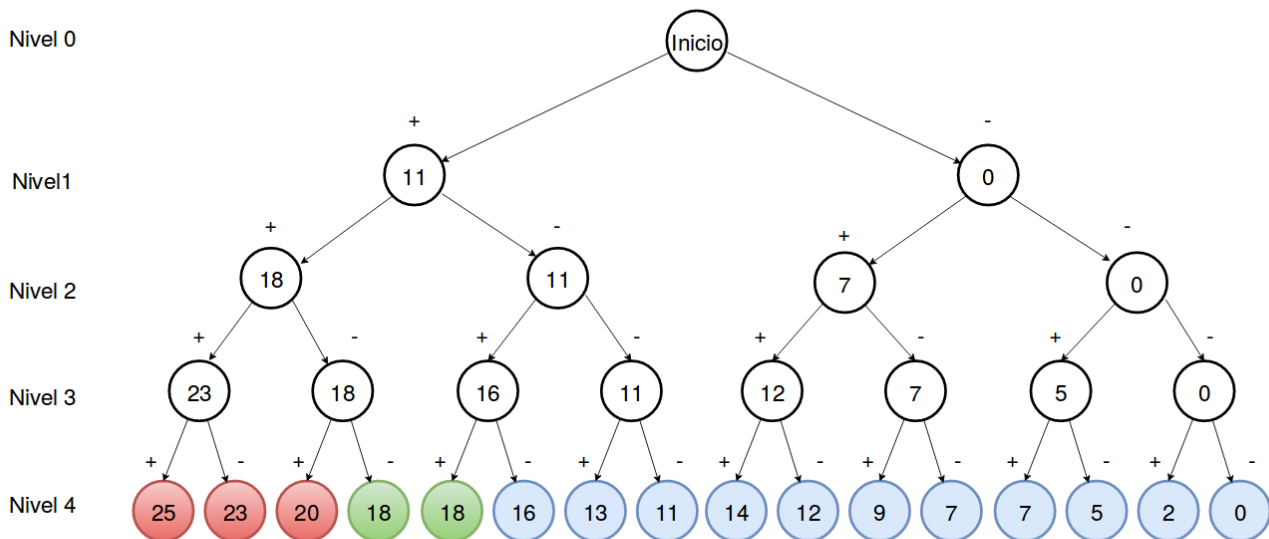 Nivel 0
Inicio
+ -
Nivel1
11 0
+ - + -
Nivel 2
18 11 7 0
+ - + - + - + -
Nivel 3
23 18 16 11 12 7 5 0
+ - + - + - + - + - + - + - + -
Nivel 4
25 23 20 18 18 16 13 11 14 12 9 7 7 5 2 0